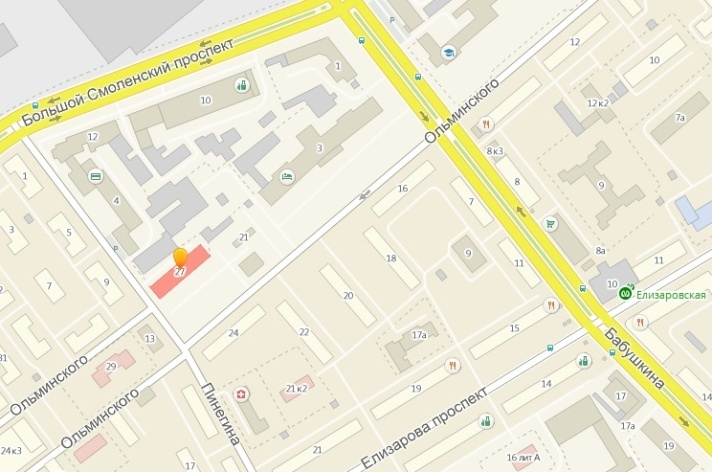 12
10
1
Большой Смоленский проспект
10
12 к2
7а
Ольминского
12
3
8 к3
1
4
16
7
8
9
5
21
8а
18
9
11
11
27
7
20
10
Елизаровская
24
22
15
13
17а
31
3
29
Бабушкина
Ольминского
21 к2
19
14
Пинегина
17
Ольминского
Елизарова проспект
17а
24 к3
17
21
16 лит А
19